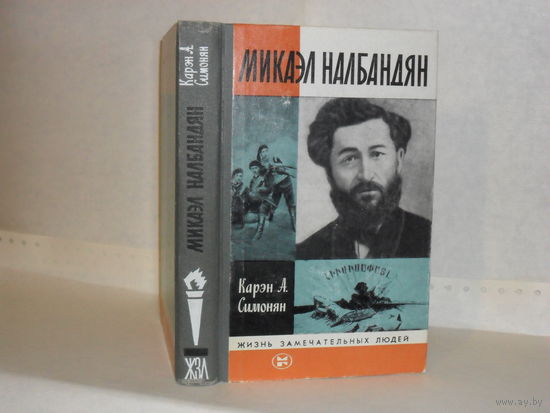 Карэн А.
Симонян
МИКАЭЛ НАЛБАНДЯН
ЖЗЛ
МИКАЭЛ НАЛБАНДЯН
Карэн А.
Симонян
ЖИЗНЬ ЗАМЕЧАТЕЛЬНЫХ ЛЮДЕЙ
www.ay.by